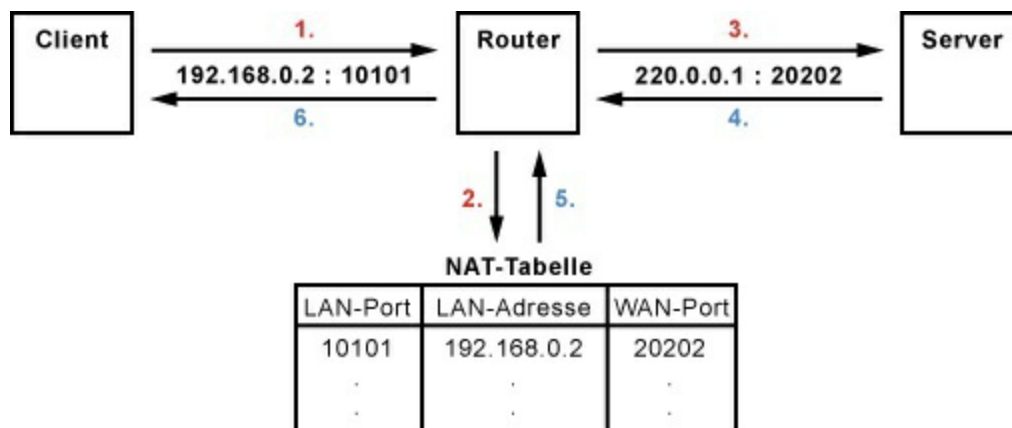 Client
1.
Router
3.
Server
192.168.0.2 : 10101
220.0.0.1 : 20202
6.
4.
2.
5.
NAT-Tabelle
LAN-Port LAN-Adresse WAN-Port
10101 192.168.0.2 20202
. . .
. . .